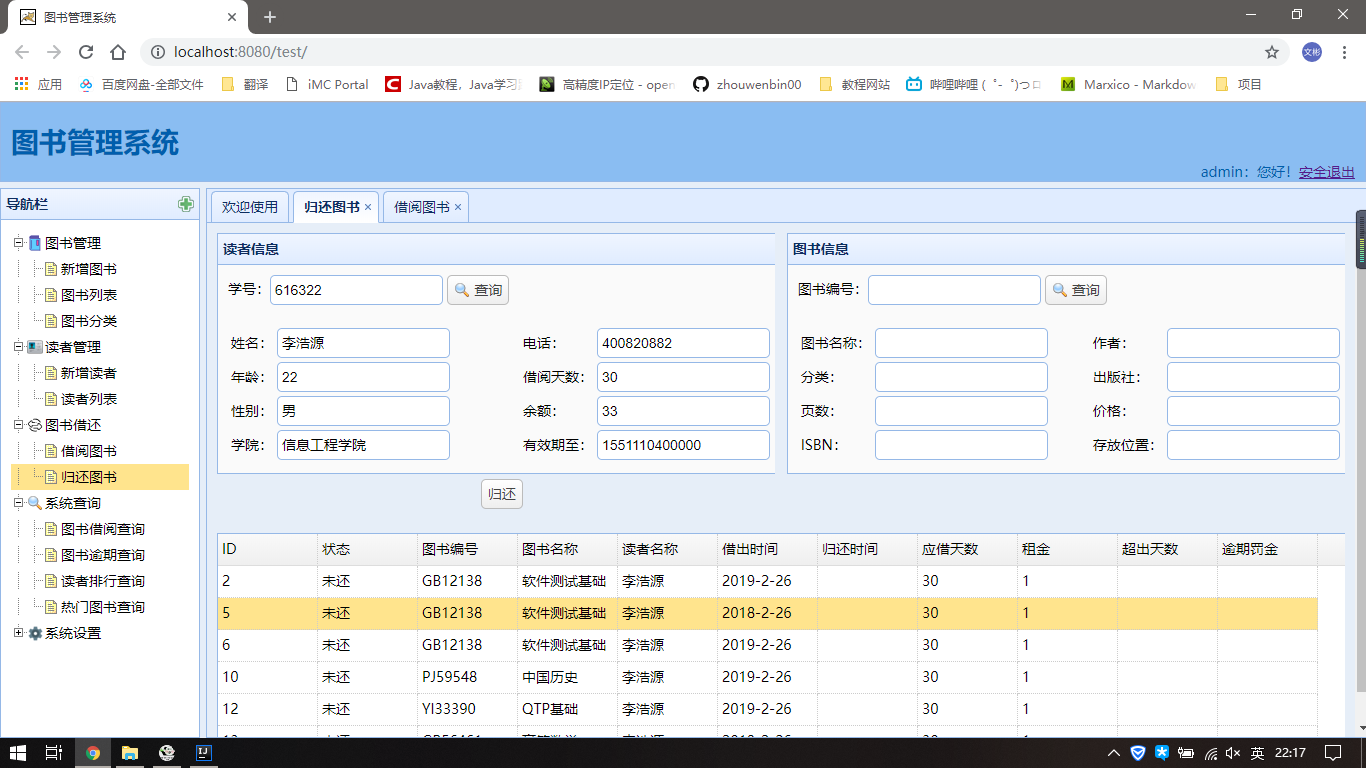 图书管理系统
localhost:8080/test/
文彬
应用 百度网盘-全部文件 翻译 iMC Portal Java教程，Java学习 高精度IP定位 - open zhouwenbin00 教程网站 哔哩哔哩 ( ゜- ゜)つロ Marxico - Markdow 项目
图书管理系统
admin：您好！安全退出
导航栏
图书管理
新增图书
图书列表
图书分类
读者管理
新增读者
读者列表
图书借还
借阅图书
归还图书
系统查询
图书借阅查询
图书逾期查询
读者排行查询
热门图书查询
系统设置
欢迎使用 归还图书 × 借阅图书 ×
读者信息
学号： 616322 查询
姓名： 李浩源 电话： 400820882
年龄： 22 借阅天数： 30
性别： 男 余额： 33
学院： 信息工程学院 有效期至： 1551110400000
图书信息
图书编号： 查询
图书名称： 作者：
分类： 出版社：
页数： 价格：
ISBN： 存放位置：
归还
ID 状态 图书编号 图书名称 读者名称 借出时间 归还时间 应借天数 租金 超出天数 逾期罚金
2 未还 GB12138 软件测试基础 李浩源 2019-2-26 30 1
5 未还 GB12138 软件测试基础 李浩源 2018-2-26 30 1
6 未还 GB12138 软件测试基础 李浩源 2019-2-26 30 1
10 未还 PJ59548 中国历史 李浩源 2019-2-26 30 1
12 未还 YI33390 QTP基础 李浩源 2019-2-26 30 1
英 22:17